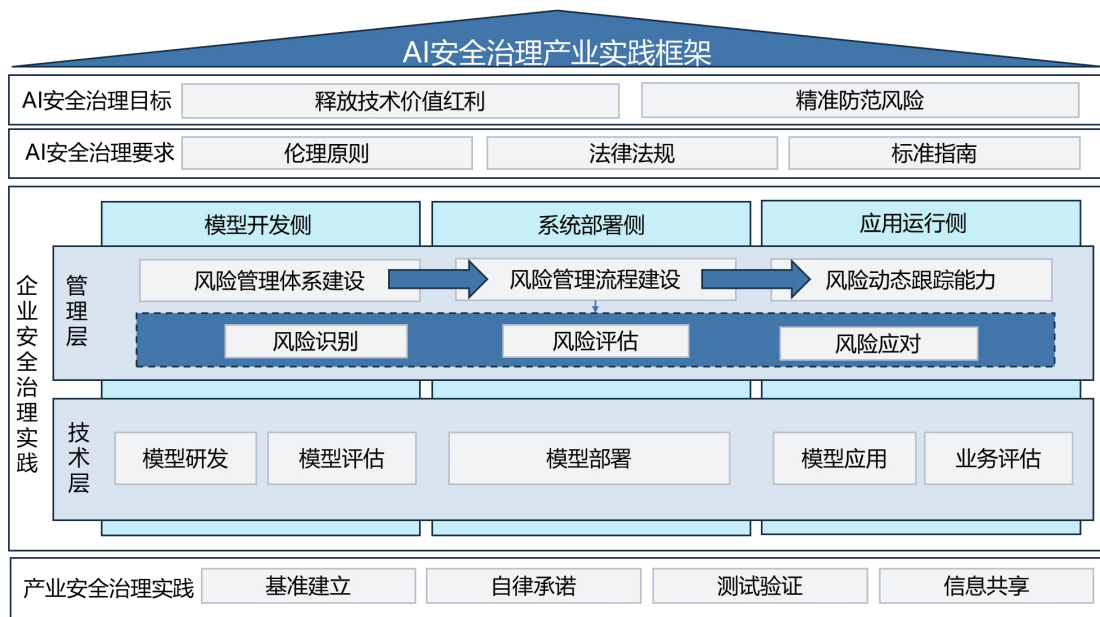 AI安全治理产业实践框架
AI安全治理目标
释放技术价值红利
精准防范风险
AI安全治理要求
伦理原则
法律法规
标准指南
企业安全治理实践
模型开发侧
系统部署侧
应用运行侧
管理层
风险管理体系建设
风险管理流程建设
风险动态跟踪能力
风险识别
风险评估
风险应对
技术层
模型研发
模型评估
模型部署
模型应用
业务评估
产业安全治理实践
基准建立
自律承诺
测试验证
信息共享